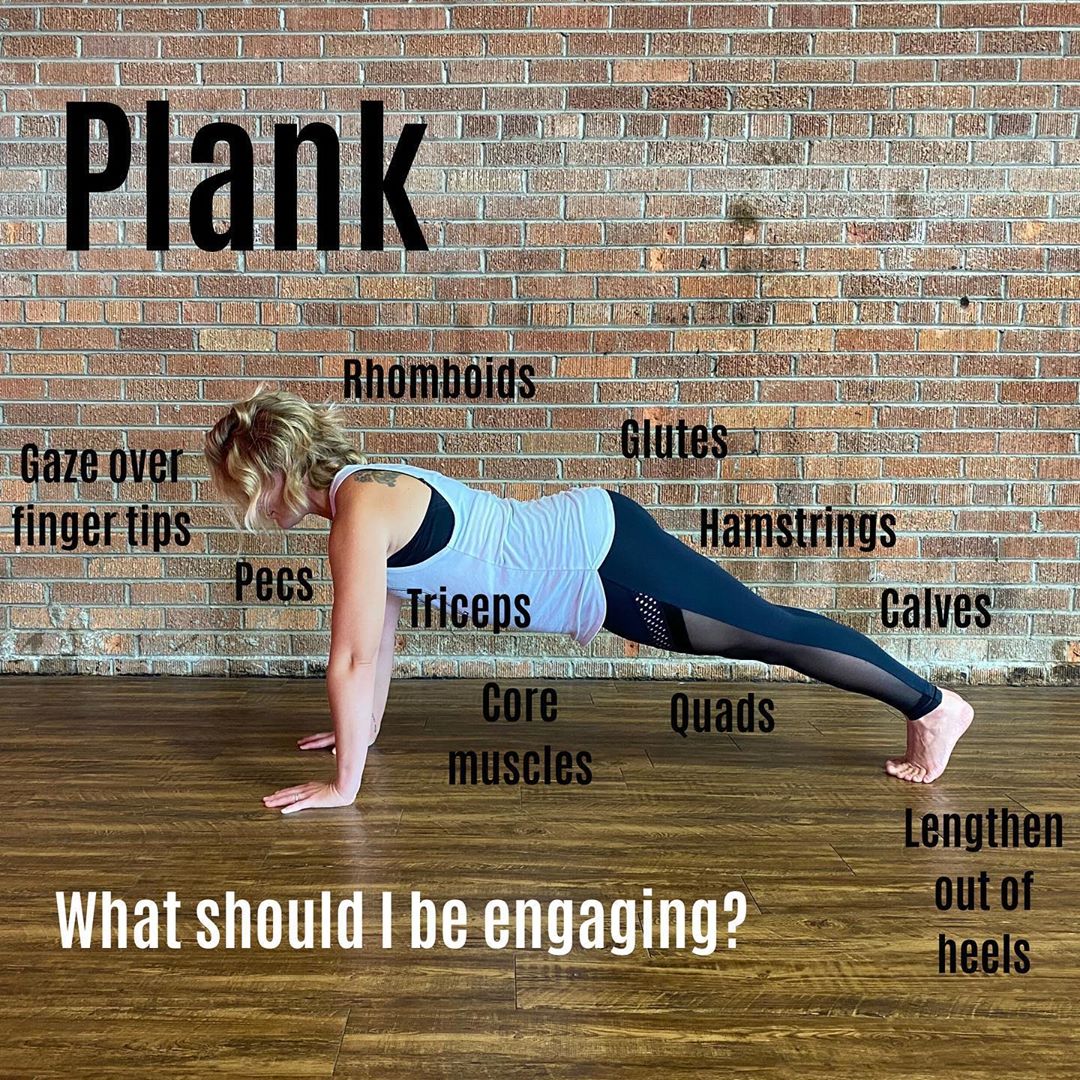 Plank
Rhomboids
Glutes
Gaze over
finger tips
Hamstrings
Pecs
Triceps
Calves
Core
muscles
Quads
Lengthen
out of
heels
What should I be engaging?